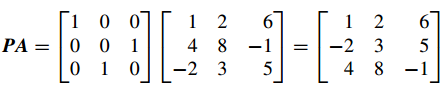 PA = [1 0 0; 0 0 1; 0 1 0] [1 2 6; 4 8 −1; −2 3 5] = [1 2 6; −2 3 5; 4 8 −1]